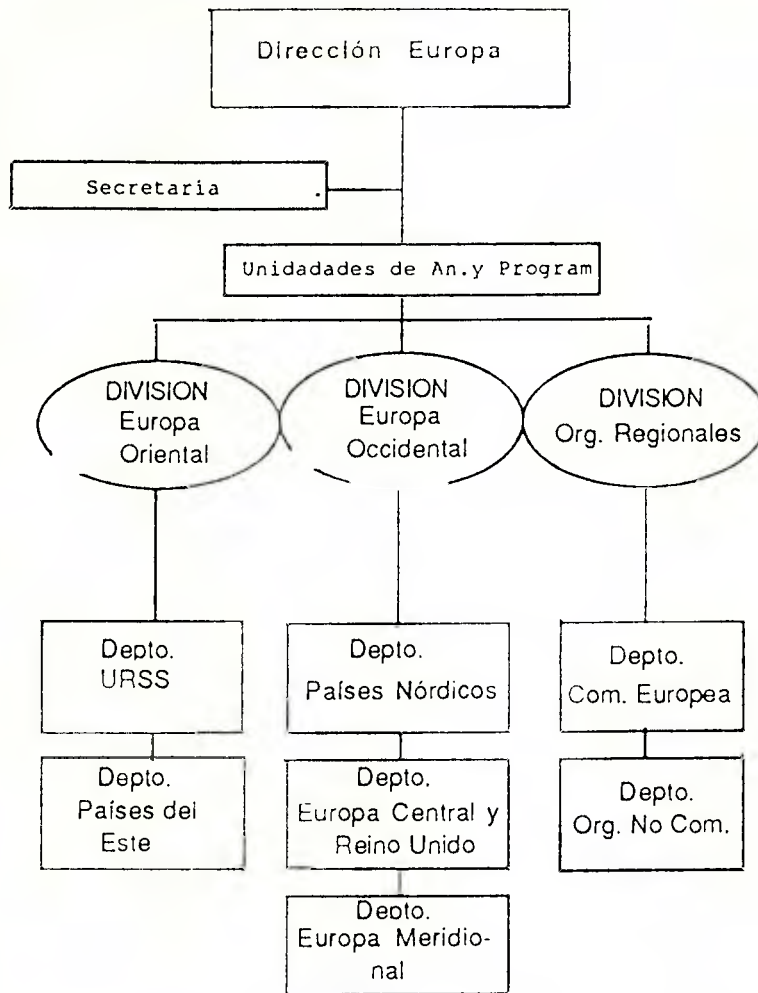 Dirección Europa
Secretaría
Unidadades de An.y Program
DIVISION
Europa
Oriental
DIVISION
Europa
Occidental
DIVISION
Org. Regionales
Depto.
URSS
Depto.
Países del
Este
Depto.
Países Nórdicos
Depto.
Europa Central y
Reino Unido
Depto.
Europa Meridio-
nal
Depto.
Com. Europea
Depto.
Org. No Com.